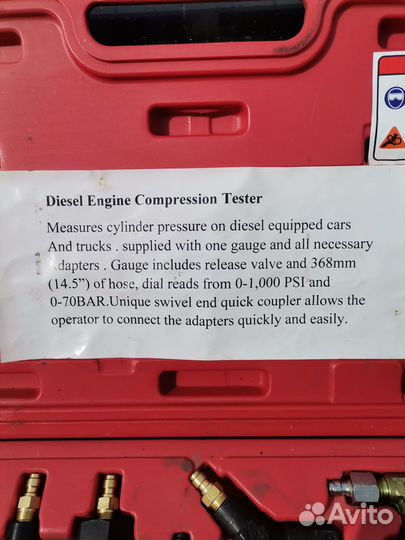 Diesel Engine Compression Tester
Measures cylinder pressure on diesel equipped cars
And trucks . supplied with one gauge and all necessary
adapters . Gauge includes release valve and 368mm
(14.5”) of hose, dial reads from 0-1,000 PSI and
0-70BAR.Unique swivel end quick coupler allows the
operator to connect the adapters quickly and easily.
Avito